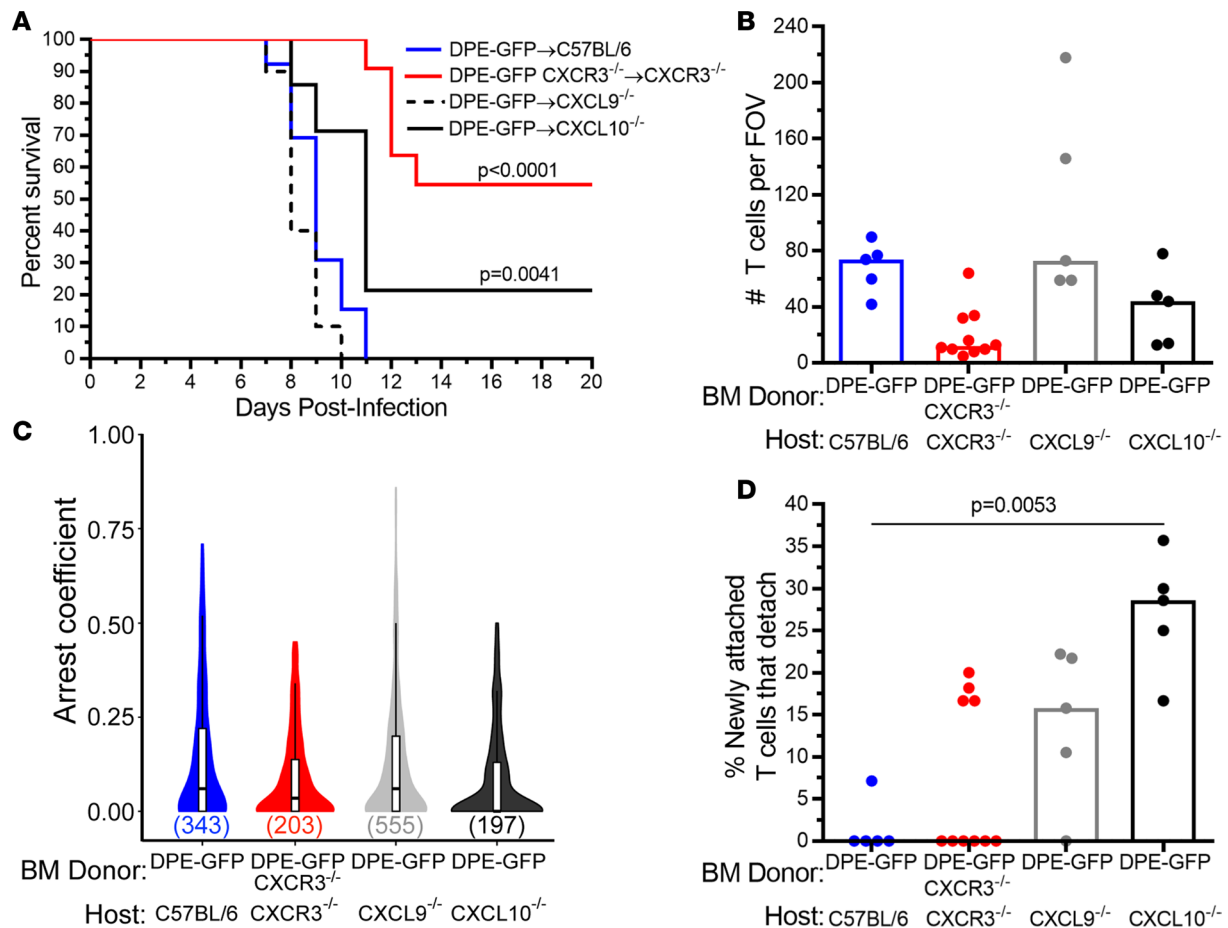 A
100
90
80
70
60
50
40
30
20
10
0
Percent survival
0 2 4 6 8 10 12 14 16 18 20
Days Post-Infection
DPE-GFP→C57BL/6
DPE-GFP CXCR3-/-→CXCR3-/-
DPE-GFP→CXCL9-/-
DPE-GFP→CXCL10-/-
p<0.0001
p=0.0041
B
240
200
160
120
80
40
0
# T cells per FOV
BM Donor: DPE-GFP DPE-GFP DPE-GFP DPE-GFP
CXCR3-/-
Host: C57BL/6 CXCR3-/- CXCL9-/- CXCL10-/-
C
1.00
0.75
0.50
0.25
0.00
Arrest coefficient
(343) (203) (555) (197)
BM Donor: DPE-GFP DPE-GFP DPE-GFP DPE-GFP
CXCR3-/-
Host: C57BL/6 CXCR3-/- CXCL9-/- CXCL10-/-
D
40
35
30
25
20
15
10
5
0
% Newly attached
T cells that detach
p=0.0053
BM Donor: DPE-GFP DPE-GFP DPE-GFP DPE-GFP
CXCR3-/-
Host: C57BL/6 CXCR3-/- CXCL9-/- CXCL10-/-